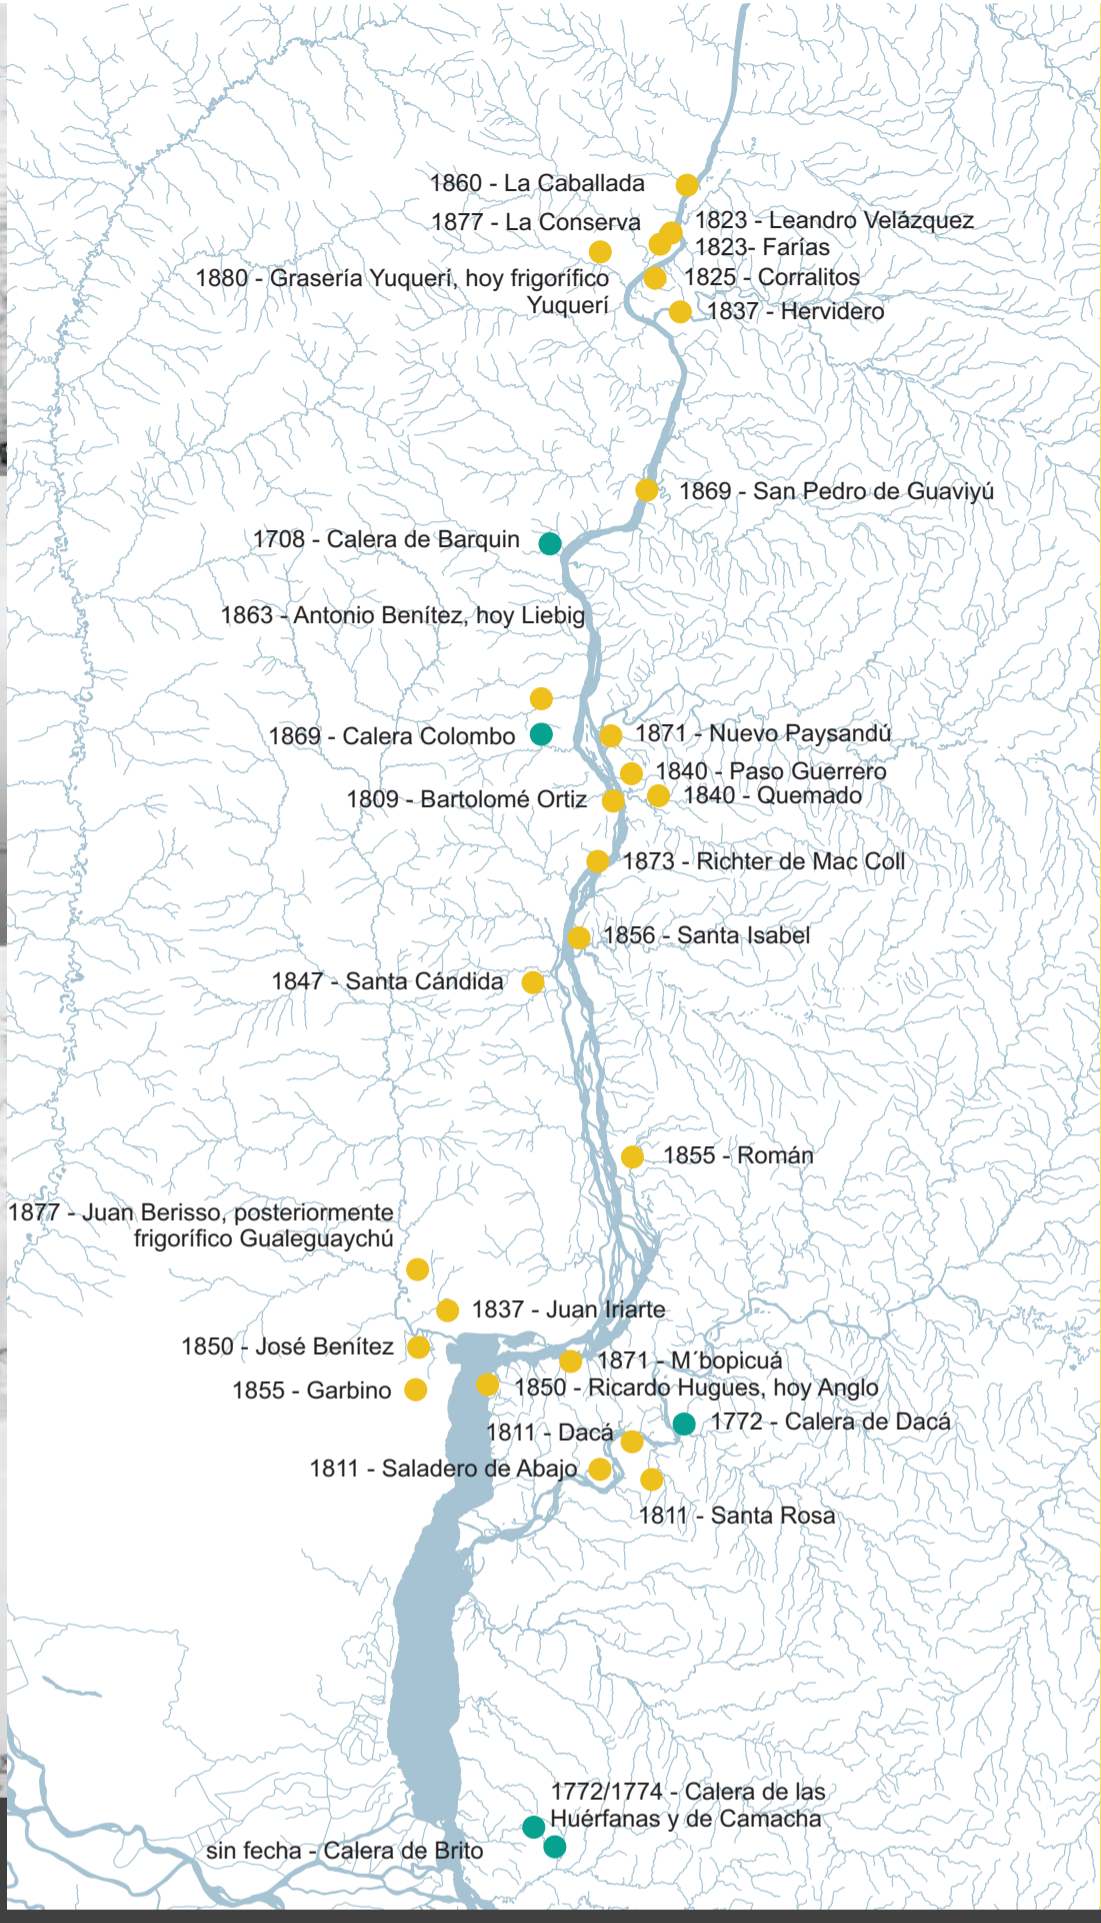 1860 - La Caballada
1877 - La Conserva
1823 - Leandro Velázquez
1823- Farías
1880 - Grasería Yuquerí, hoy frigorífico
Yuquerí
1825 - Corralitos
1837 - Hervidero
1869 - San Pedro de Guaviyú
1708 - Calera de Barquin
1863 - Antonio Benítez, hoy Liebig
1869 - Calera Colombo
1871 - Nuevo Paysandú
1840 - Paso Guerrero
1809 - Bartolomé Ortiz
1840 - Quemado
1873 - Richter de Mac Coll
1856 - Santa Isabel
1847 - Santa Cándida
1855 - Román
1877 - Juan Berisso, posteriormente
frigorífico Gualeguaychú
1837 - Juan Iriarte
1850 - José Benítez
1871 - M´bopicuá
1855 - Garbino
1850 - Ricardo Hugues, hoy Anglo
1772 - Calera de Dacá
1811 - Dacá
1811 - Saladero de Abajo
1811 - Santa Rosa
1772/1774 - Calera de las
Huérfanas y de Camacha
sin fecha - Calera de Brito